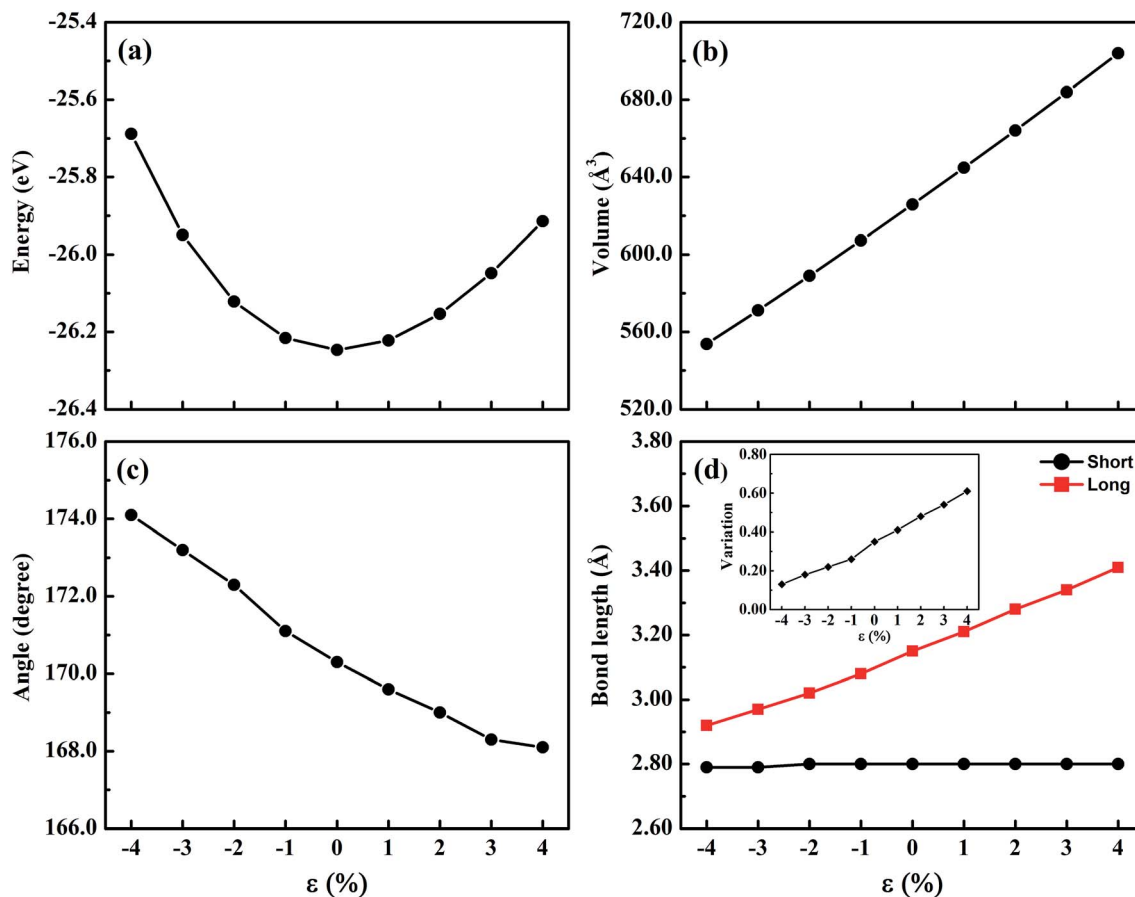 (a)
Energy (eV)
-25.4
-25.6
-25.8
-26.0
-26.2
-26.4
(b)
Volume (Å³)
720.0
680.0
640.0
600.0
560.0
520.0
(c)
Angle (degree)
176.0
174.0
172.0
170.0
168.0
166.0
-4 -3 -2 -1 0 1 2 3 4
ε (%)
(d)
Bond length (Å)
3.80
3.60
3.40
3.20
3.00
2.80
2.60
Short
Long
Variation
0.80
0.60
0.40
0.20
0.00
-4 -3 -2 -1 0 1 2 3 4
ε (%)
-4 -3 -2 -1 0 1 2 3 4
ε (%)